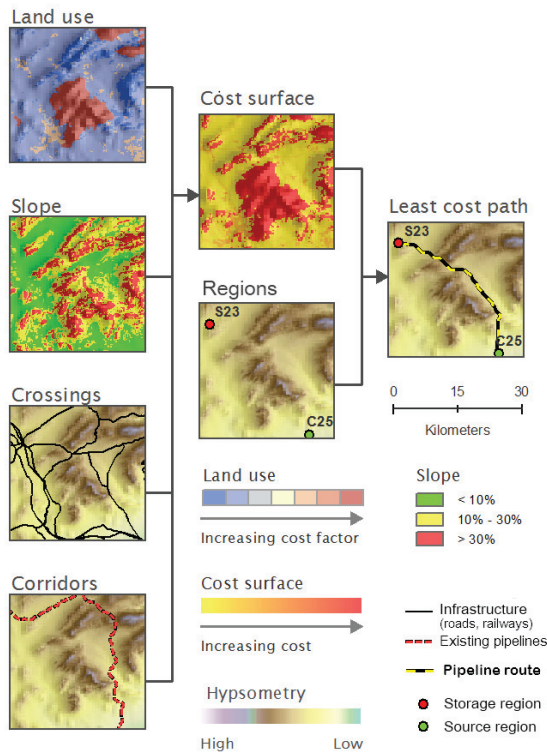 Land use
Cost surface
Slope
Least cost path
S23
C25
Regions
S23
C25
Crossings
0 15 30
Kilometers
Land use
Increasing cost factor
Slope
< 10%
10% - 30%
> 30%
Corridors
Cost surface
Increasing cost
Infrastructure
(roads, railways)
Existing pipelines
Pipeline route
Storage region
Source region
Hypsometry
High Low